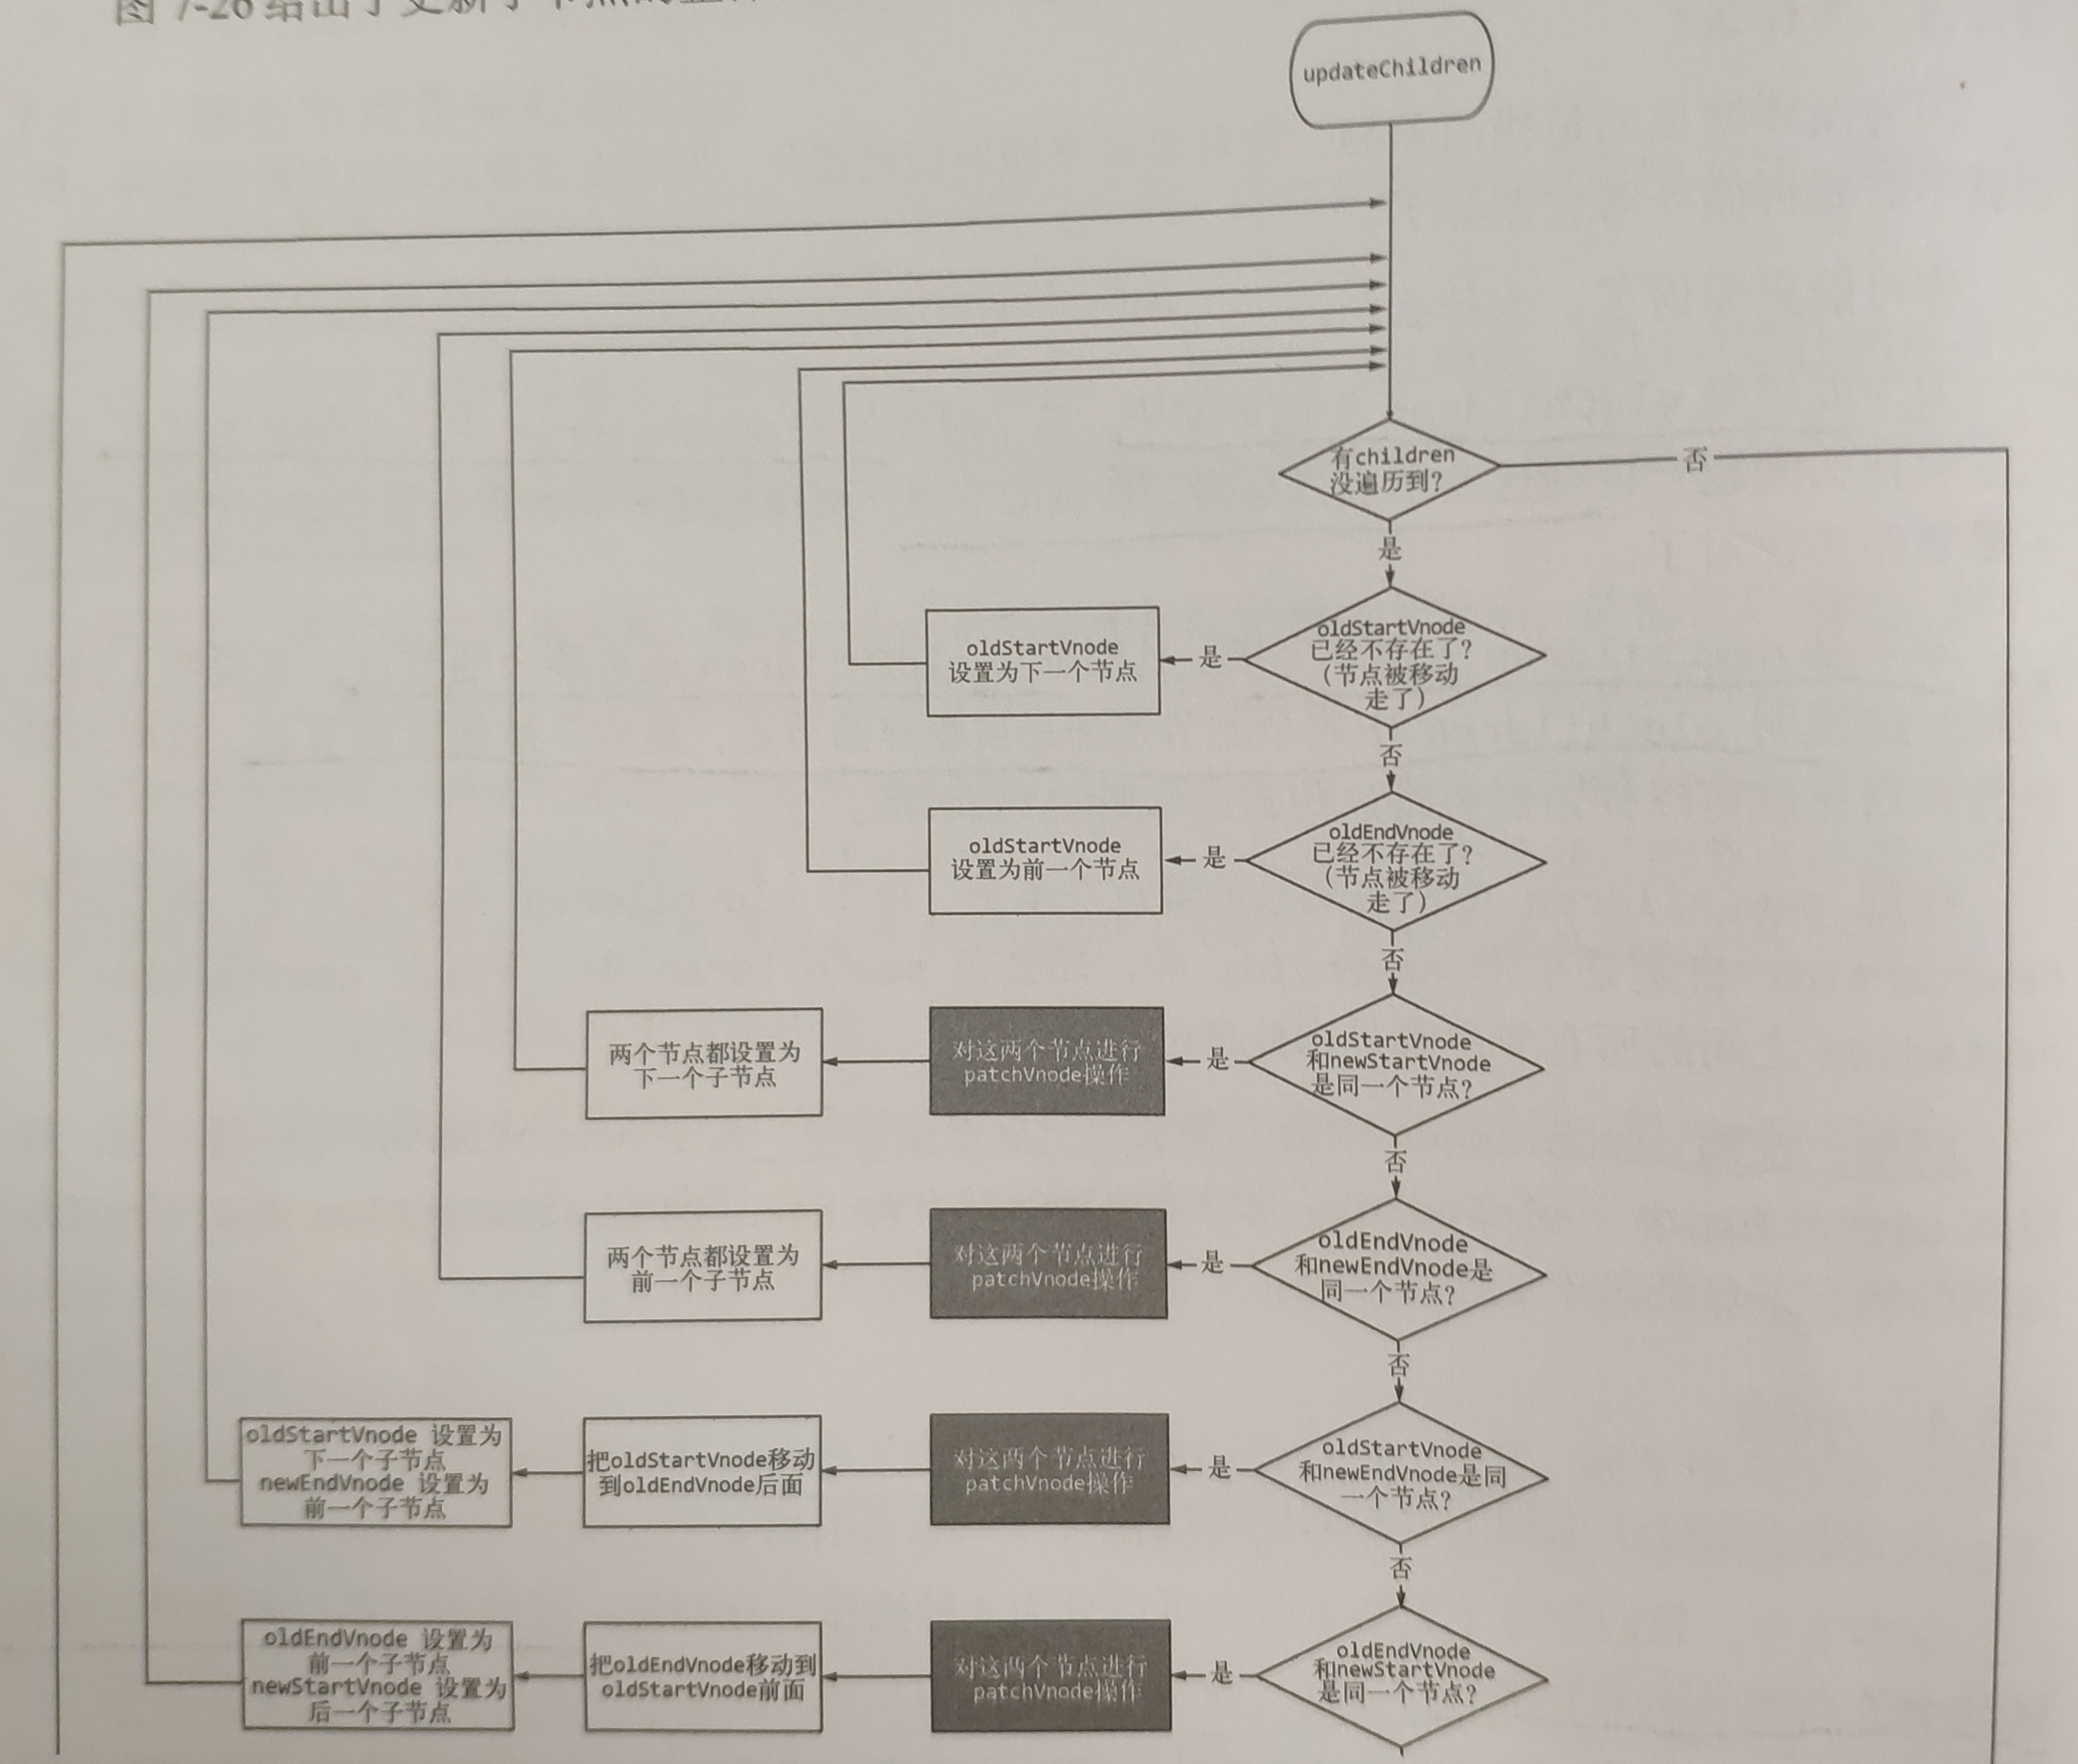 图 7-26 给出了更新子节点的
updateChildren
有children
没遍历到?
否
是
oldStartVnode
已经不存在了?
(节点被移动
走了)
是
oldStartVnode
设置为下一个节点
否
oldEndVnode
已经不存在了?
(节点被移动
走了)
是
oldStartVnode
设置为前一个节点
否
oldStartVnode
和newStartVnode
是同一个节点?
是
对这两个节点进行
patchVnode操作
两个节点都设置为
下一个子节点
否
oldEndVnode
和newEndVnode是
同一个节点?
是
对这两个节点进行
patchVnode操作
两个节点都设置为
前一个子节点
否
oldStartVnode
和newEndVnode是同
一个节点?
是
对这两个节点进行
patchVnode操作
把oldStartVnode移动
到oldEndVnode后面
oldStartVnode 设置为
下一个子节点
newEndVnode 设置为
前一个子节点
否
oldEndVnode
和newStartVnode
是同一个节点?
是
对这两个节点进行
patchVnode操作
把oldEndVnode移动到
oldStartVnode前面
oldEndVnode 设置为
前一个子节点
newStartVnode 设置为
后一个子节点